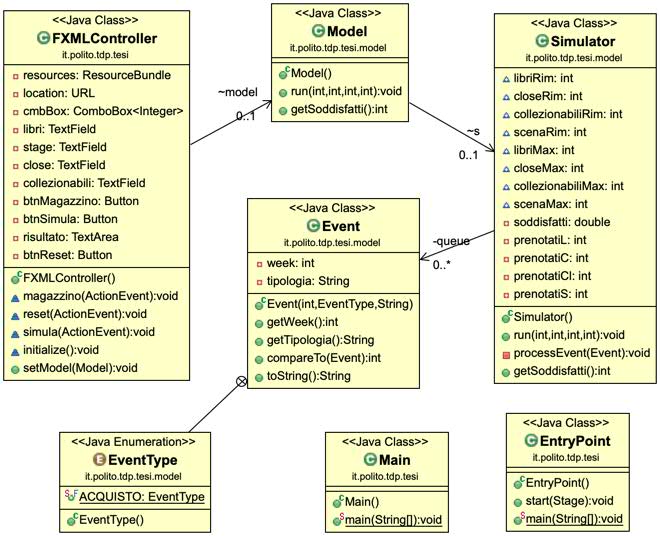 <<Java Class>>
FXMLController
it.polito.tdp.tesi
resources: ResourceBundle
location: URL
cmbBox: ComboBox<Integer>
libri: TextField
stage: TextField
close: TextField
collezionabili: TextField
btnMagazzino: Button
btnSimula: Button
risultato: TextArea
btnReset: Button
FXMLController()
magazzino(ActionEvent):void
reset(ActionEvent):void
simula(ActionEvent):void
initialize():void
setModel(Model):void
~model
0..1
<<Java Class>>
Model
it.polito.tdp.tesi.model
Model()
run(int,int,int,int):void
getSoddisfatti():int
~s
0..1
<<Java Class>>
Simulator
it.polito.tdp.tesi.model
libriRim: int
closeRim: int
collezionabiliRim: int
scenaRim: int
libriMax: int
closeMax: int
collezionabiliMax: int
scenaMax: int
soddisfatti: double
prenotatiL: int
prenotatiC: int
prenotatiCl: int
prenotatiS: int
Simulator()
run(int,int,int,int):void
processEvent(Event):void
getSoddisfatti():int
-queue
0..*
<<Java Class>>
Event
it.polito.tdp.tesi.model
week: int
tipologia: String
Event(int,EventType,String)
getWeek():int
getTipologia():String
compareTo(Event):int
toString():String
<<Java Enumeration>>
EventType
it.polito.tdp.tesi.model
ACQUISTO: EventType
EventType()
<<Java Class>>
Main
it.polito.tdp.tesi
Main()
main(String[]):void
<<Java Class>>
EntryPoint
it.polito.tdp.tesi
EntryPoint()
start(Stage):void
main(String[]):void